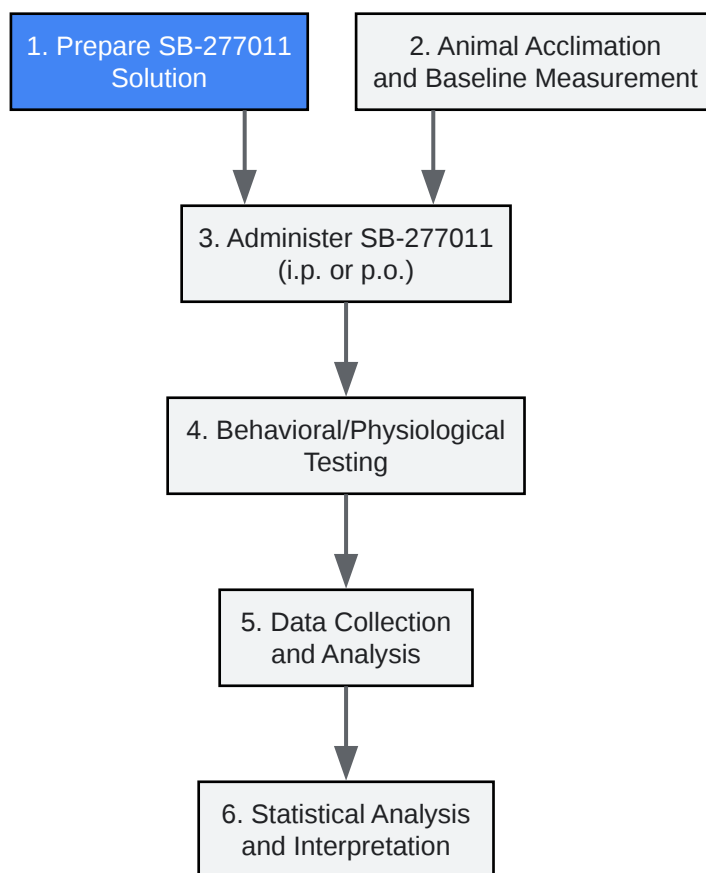 1. Prepare SB-277011
Solution
2. Animal Acclimation
and Baseline Measurement
3. Administer SB-277011
(i.p. or p.o.)
4. Behavioral/Physiological
Testing
5. Data Collection
and Analysis
6. Statistical Analysis
and Interpretation